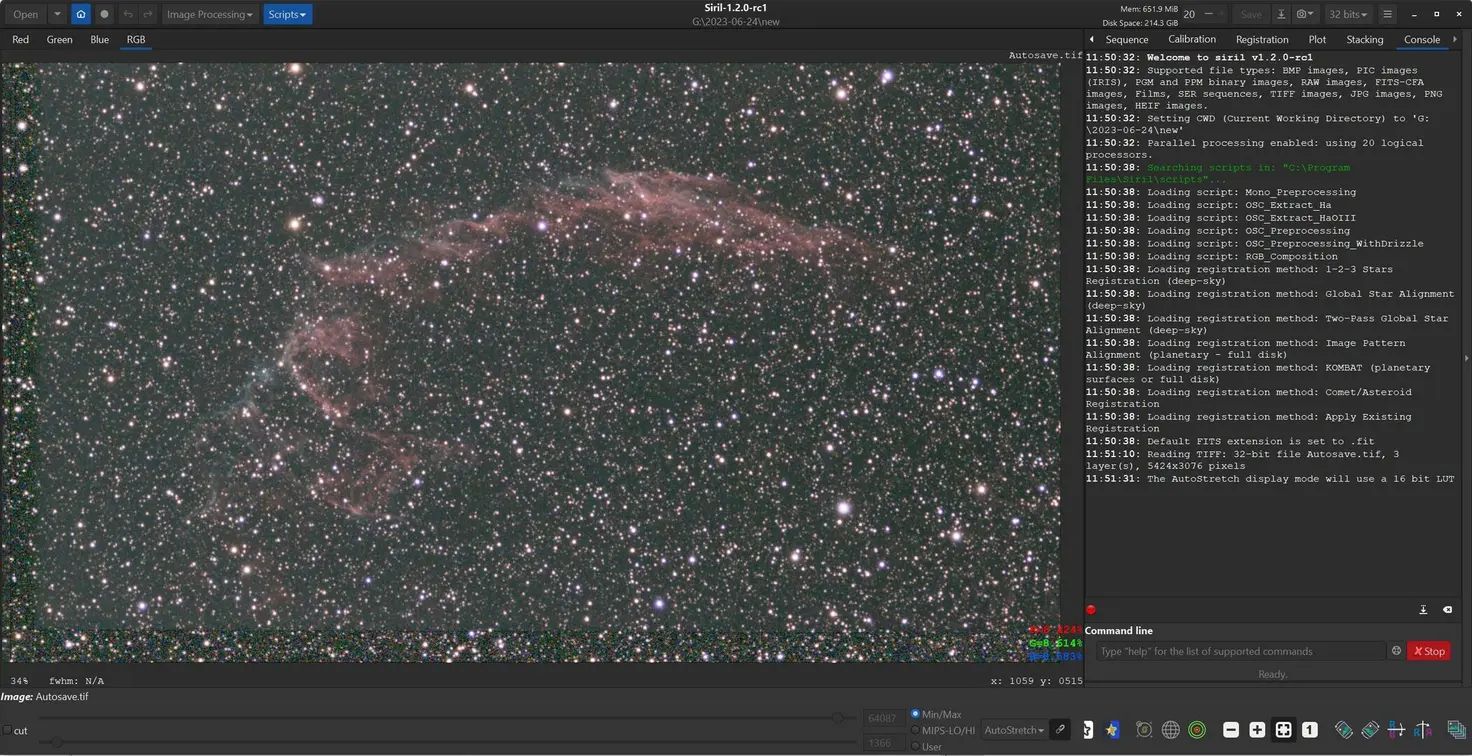 Open
Image Processing
Scripts
Siril-1.2.0-rc1
G:\2023-06-24\new
Mem: 651.9 MiB
Disk Space: 214.3 GiB
20
Save
32 bits
Red Green Blue RGB
Sequence Calibration Registration Plot Stacking Console
Autosave.tif
11:50:32: Welcome to siril v1.2.0-rc1
11:50:32: Supported file types: BMP images, PIC images
(IRIS), PGM and PPM binary images, RAW images, FITS-CFA
images, Films, SER sequences, TIFF images, JPG images, PNG
images, HEIF images.
11:50:32: Setting CWD (Current Working Directory) to 'G:
\2023-06-24\new'
11:50:32: Parallel processing enabled: using 20 logical
processors.
11:50:38: Searching scripts in: "C:\Program
Files\Siril\scripts"...
11:50:38: Loading script: Mono_Preprocessing
11:50:38: Loading script: OSC_Extract_Ha
11:50:38: Loading script: OSC_Extract_HaOIII
11:50:38: Loading script: OSC_Preprocessing
11:50:38: Loading script: OSC_Preprocessing_WithDrizzle
11:50:38: Loading script: RGB_Composition
11:50:38: Loading registration method: 1-2-3 Stars
Registration (deep-sky)
11:50:38: Loading registration method: Global Star Alignment
(deep-sky)
11:50:38: Loading registration method: Two-Pass Global Star
Alignment (deep-sky)
11:50:38: Loading registration method: Image Pattern
Alignment (planetary - full disk)
11:50:38: Loading registration method: KOMBAT (planetary
surfaces or full disk)
11:50:38: Loading registration method: Comet/Asteroid
Registration
11:50:38: Loading registration method: Apply Existing
Registration
11:50:38: Default FITS extension is set to .fit
11:51:10: Reading TIFF: 32-bit file Autosave.tif, 3
layer(s), 5424x3076 pixels
11:51:31: The AutoStretch display mode will use a 16 bit LUT
Command line
Type "help" for the list of supported commands
Stop
Ready.
34% fwhm: N/A
x: 1059 y: 0515
Image: Autosave.tif
cut
64087
1366
Min/Max
MIPS-LO/HI
User
AutoStretch
1